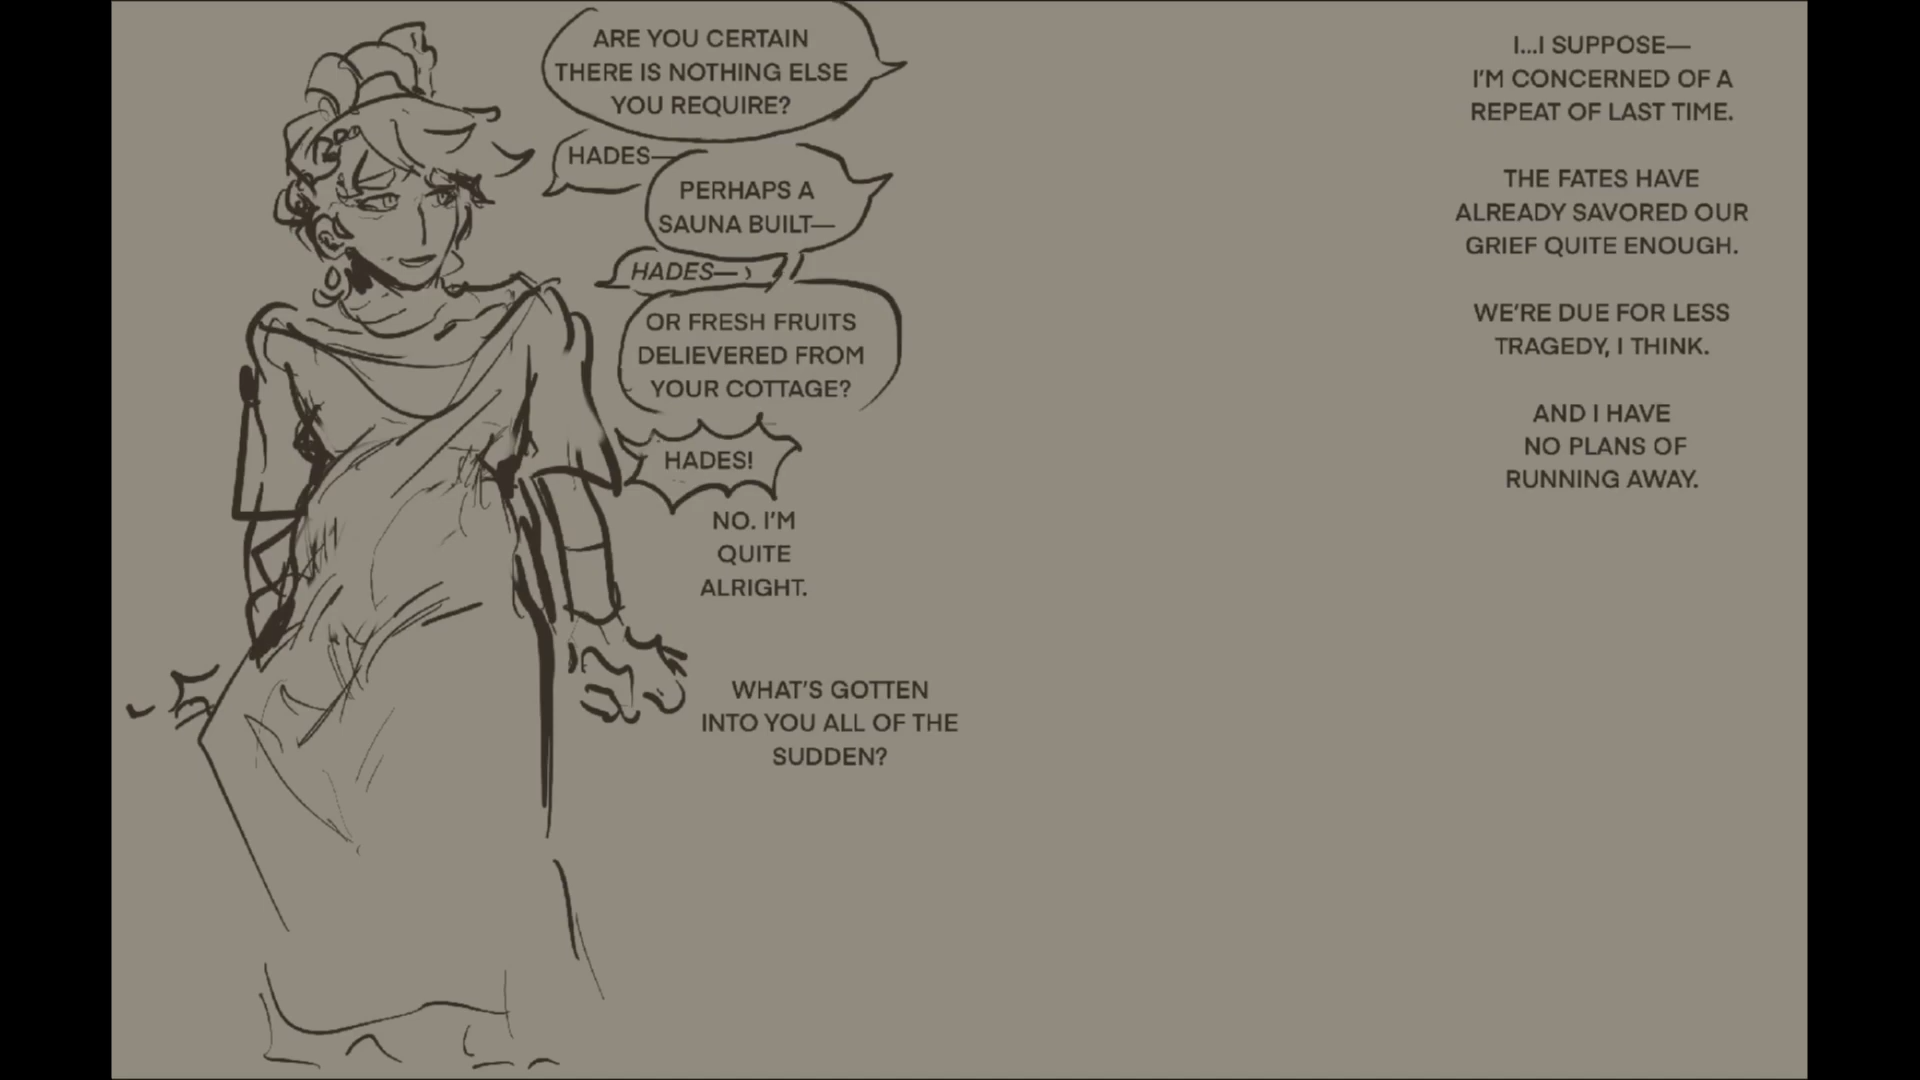 ARE YOU CERTAIN
THERE IS NOTHING ELSE
YOU REQUIRE?
HADES—
PERHAPS A
SAUNA BUILT—
HADES—
OR FRESH FRUITS
DELIEVERED FROM
YOUR COTTAGE?
HADES!
NO. I'M
QUITE
ALRIGHT.
WHAT'S GOTTEN
INTO YOU ALL OF THE
SUDDEN?
I...I SUPPOSE—
I'M CONCERNED OF A
REPEAT OF LAST TIME.
THE FATES HAVE
ALREADY SAVORED OUR
GRIEF QUITE ENOUGH.
WE'RE DUE FOR LESS
TRAGEDY, I THINK.
AND I HAVE
NO PLANS OF
RUNNING AWAY.